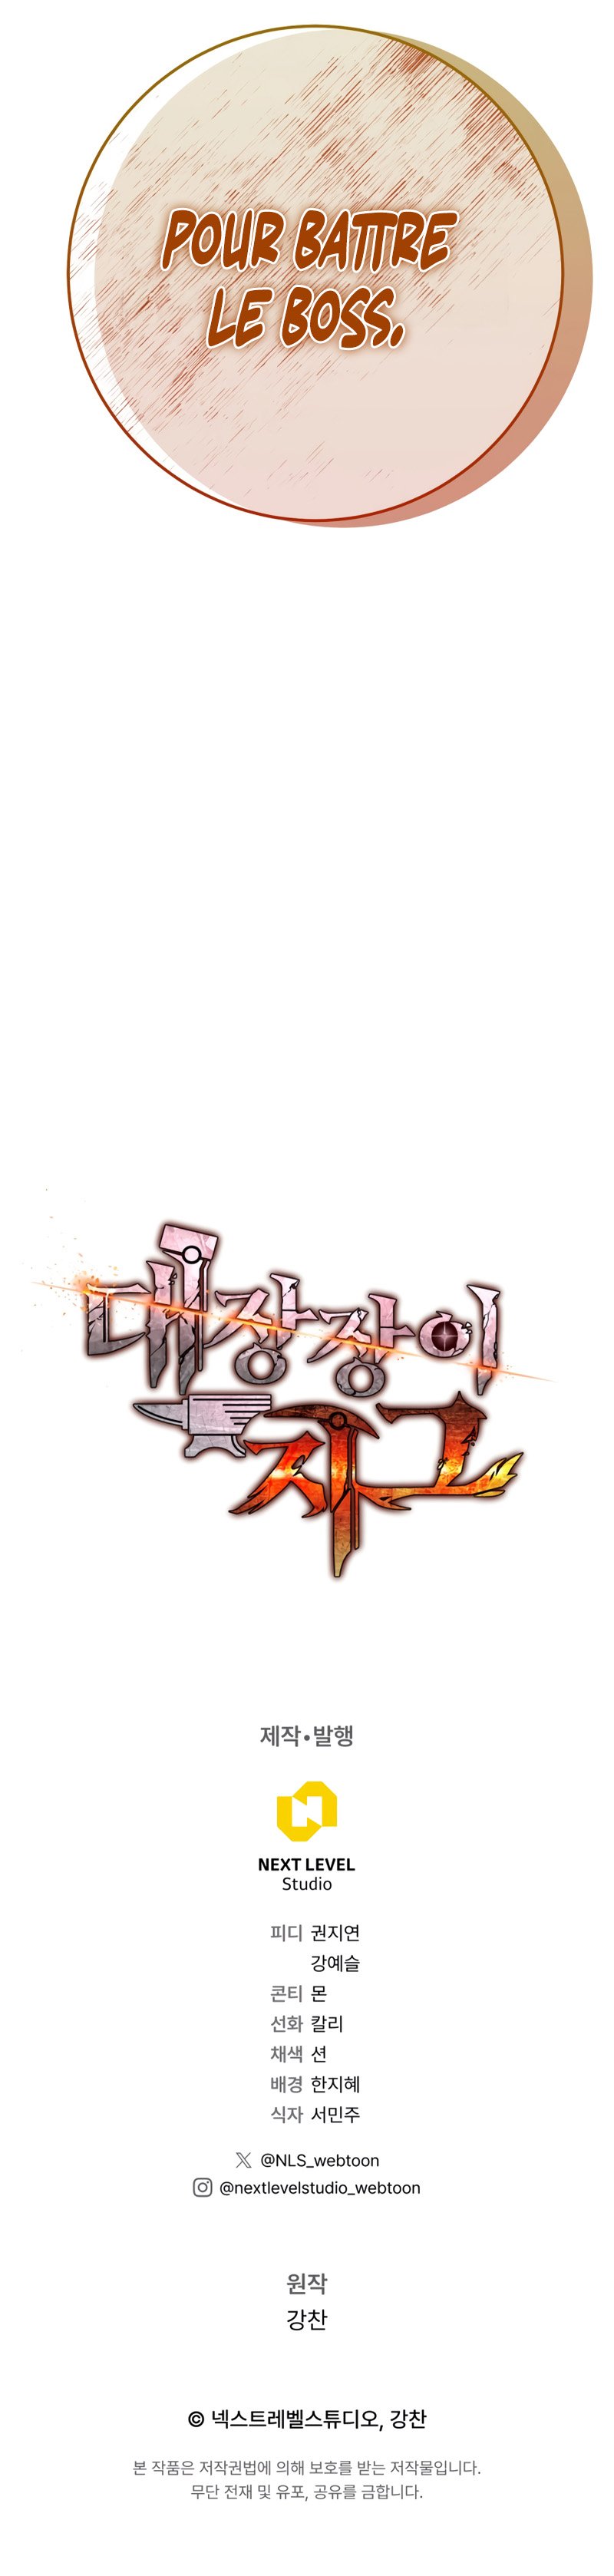 POUR BATTRE
LE BOSS.
대장장이
지그
제작•발행
NEXT LEVEL
Studio
피디 권지연
강예슬
콘티 몬
선화 칼리
채색 션
배경 한지혜
식자 서민주
@NLS_webtoon
@nextlevelstudio_webtoon
원작
강찬
© 넥스트레벨스튜디오, 강찬
본 작품은 저작권법에 의해 보호를 받는 저작물입니다.
무단 전재 및 유포, 공유를 금합니다.